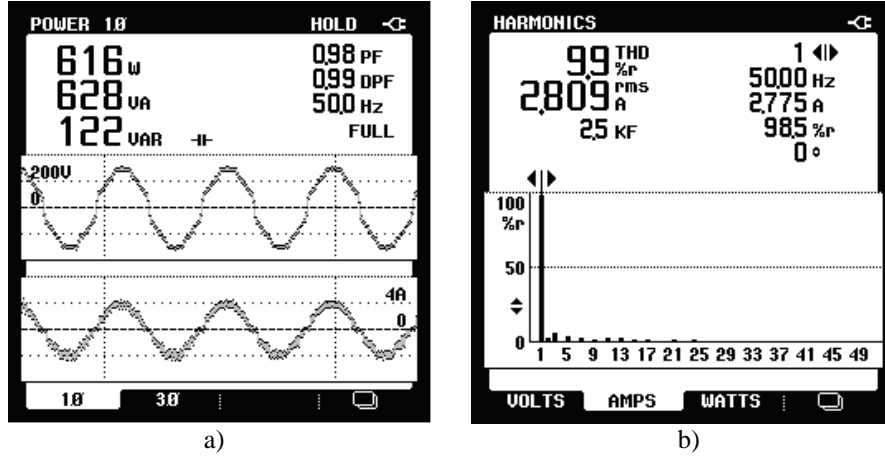 POWER 1.Ø HOLD
616 W
628 VA
122 VAR
0.98 PF
0.99 DPF
50.0 Hz
FULL
200V
0
4A
0
1.Ø 3.Ø
a)
HARMONICS
9.9 THD %r
2.809 rms A
2.5 KF
1
50.00 Hz
2.775 A
98.5 %r
0 °
100
%r
50
0
1 5 9 13 17 21 25 29 33 37 41 45 49
VOLTS AMPS WATTS
b)